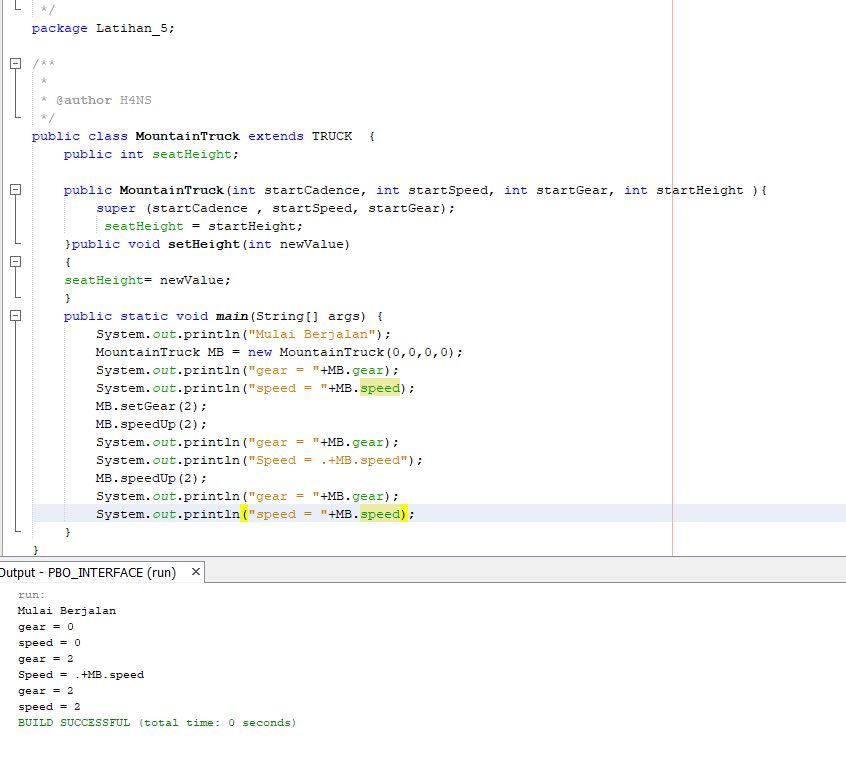 */
package Latihan_5;
/**
*
* @author H4NS
*/
public class MountainTruck extends TRUCK  {
public int seatHeight;
public MountainTruck(int startCadence, int startSpeed, int startGear, int startHeight ){
super (startCadence , startSpeed, startGear);
seatHeight = startHeight;
}public void setHeight(int newValue)
{
seatHeight= newValue;
}
public static void main(String[] args) {
System.out.println("Mulai Berjalan");
MountainTruck MB = new MountainTruck(0,0,0,0);
System.out.println("gear = "+MB.gear);
System.out.println("speed = "+MB.speed);
MB.setGear(2);
MB.speedUp(2);
System.out.println("gear = "+MB.gear);
System.out.println("Speed = .+MB.speed");
MB.speedUp(2);
System.out.println("gear = "+MB.gear);
System.out.println("speed = "+MB.speed);
}
}
Output - PBO_INTERFACE (run) ×
run:
Mulai Berjalan
gear = 0
speed = 0
gear = 2
Speed = .+MB.speed
gear = 2
speed = 2
BUILD SUCCESSFUL (total time: 0 seconds)